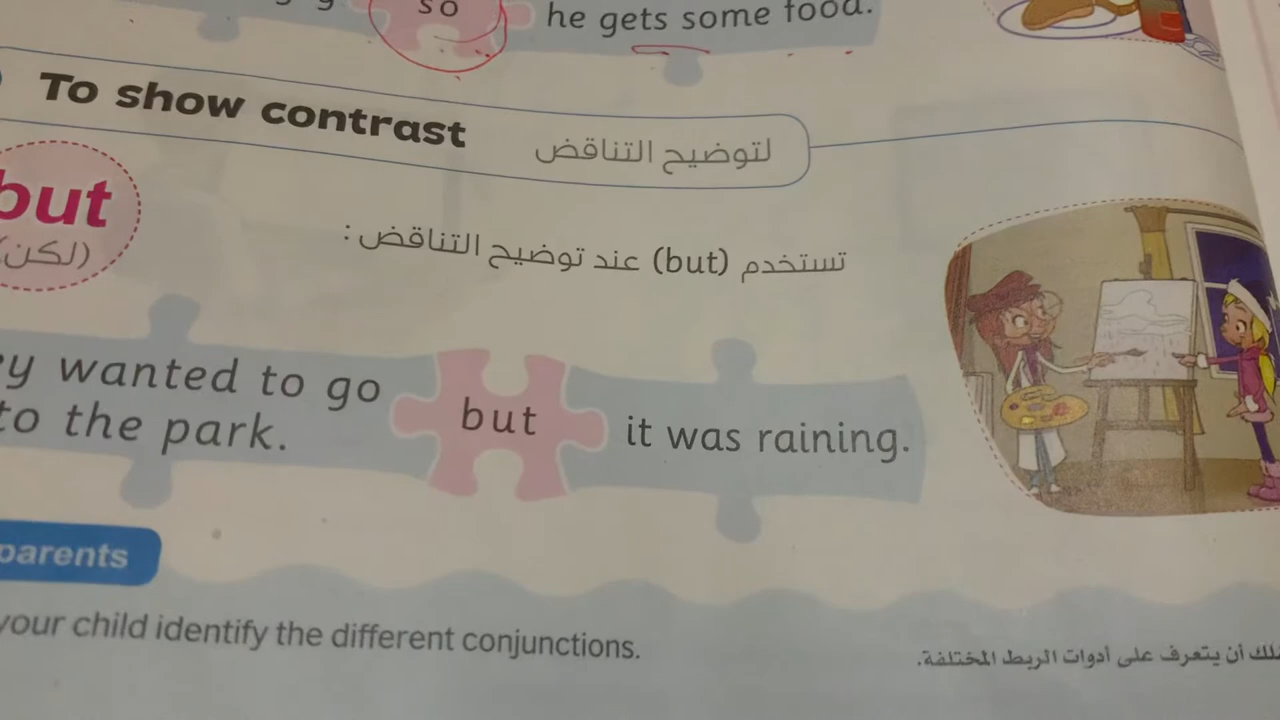 so he gets some food.
To show contrast لتوضيح التناقض
but
(لكن)
تستخدم (but) عند توضيح التناقض :
wanted to go
to the park. but it was raining.
parents
your child identify the different conjunctions.
أن يتعرف على أدوات الربط المختلفة.